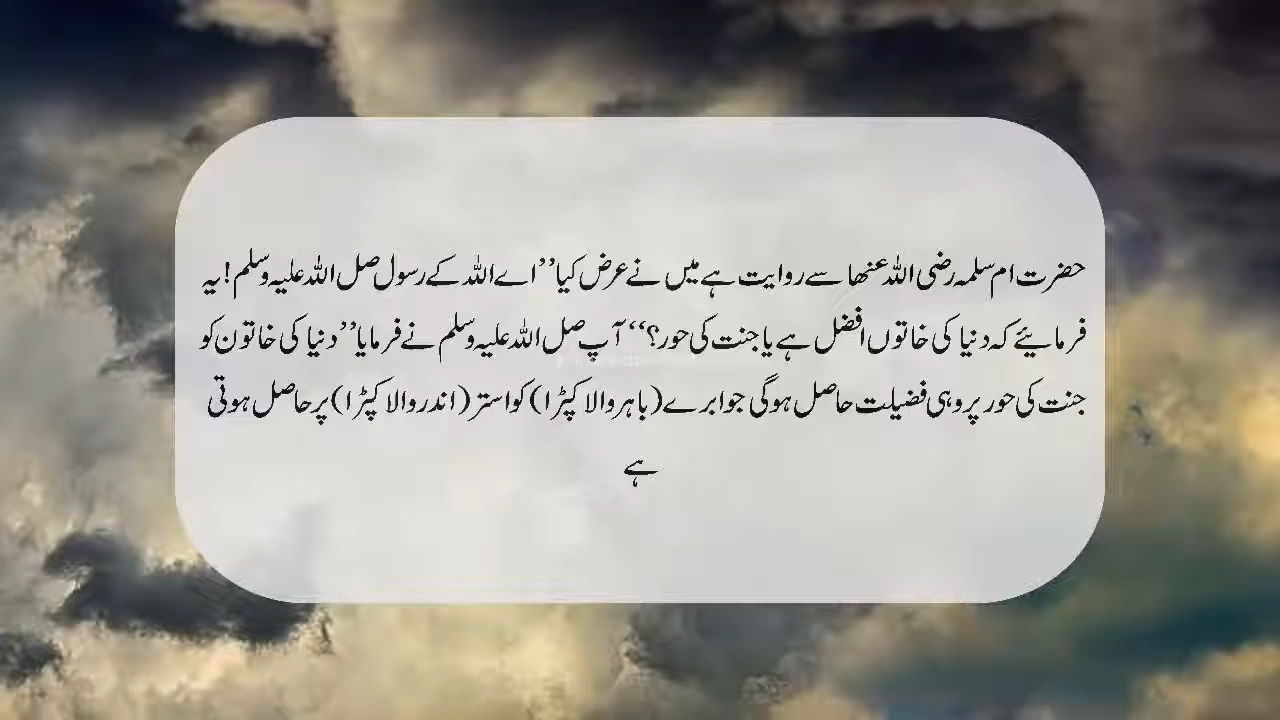 حضرت ام سلمہ رضی اللہ عنھا سے روایت ہے میں نے عرض کیا ’’اے اللہ کے رسول صل اللہ علیہ وسلم! یہ
فرمایئے کہ دنیا کی خاتوں افضل ہے یا جنت کی حور؟‘‘ آپ صل اللہ علیہ وسلم نے فرمایا ’’دنیا کی خاتون کو
جنت کی حور پر وہی فضیلت حاصل ہوگی جو ابرے (باہر والا کپڑا) کو استر (اندر والا کپڑا) پر حاصل ہوتی
ہے